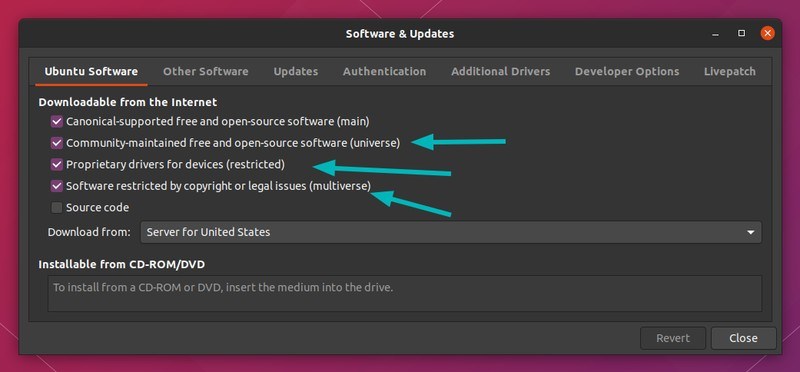 Software & Updates
Ubuntu Software Other Software Updates Authentication Additional Drivers Developer Options Livepatch
Downloadable from the Internet
Canonical-supported free and open-source software (main)
Community-maintained free and open-source software (universe)
Proprietary drivers for devices (restricted)
Software restricted by copyright or legal issues (multiverse)
Source code
Download from: Server for United States
Installable from CD-ROM/DVD
To install from a CD-ROM or DVD, insert the medium into the drive.
Revert Close